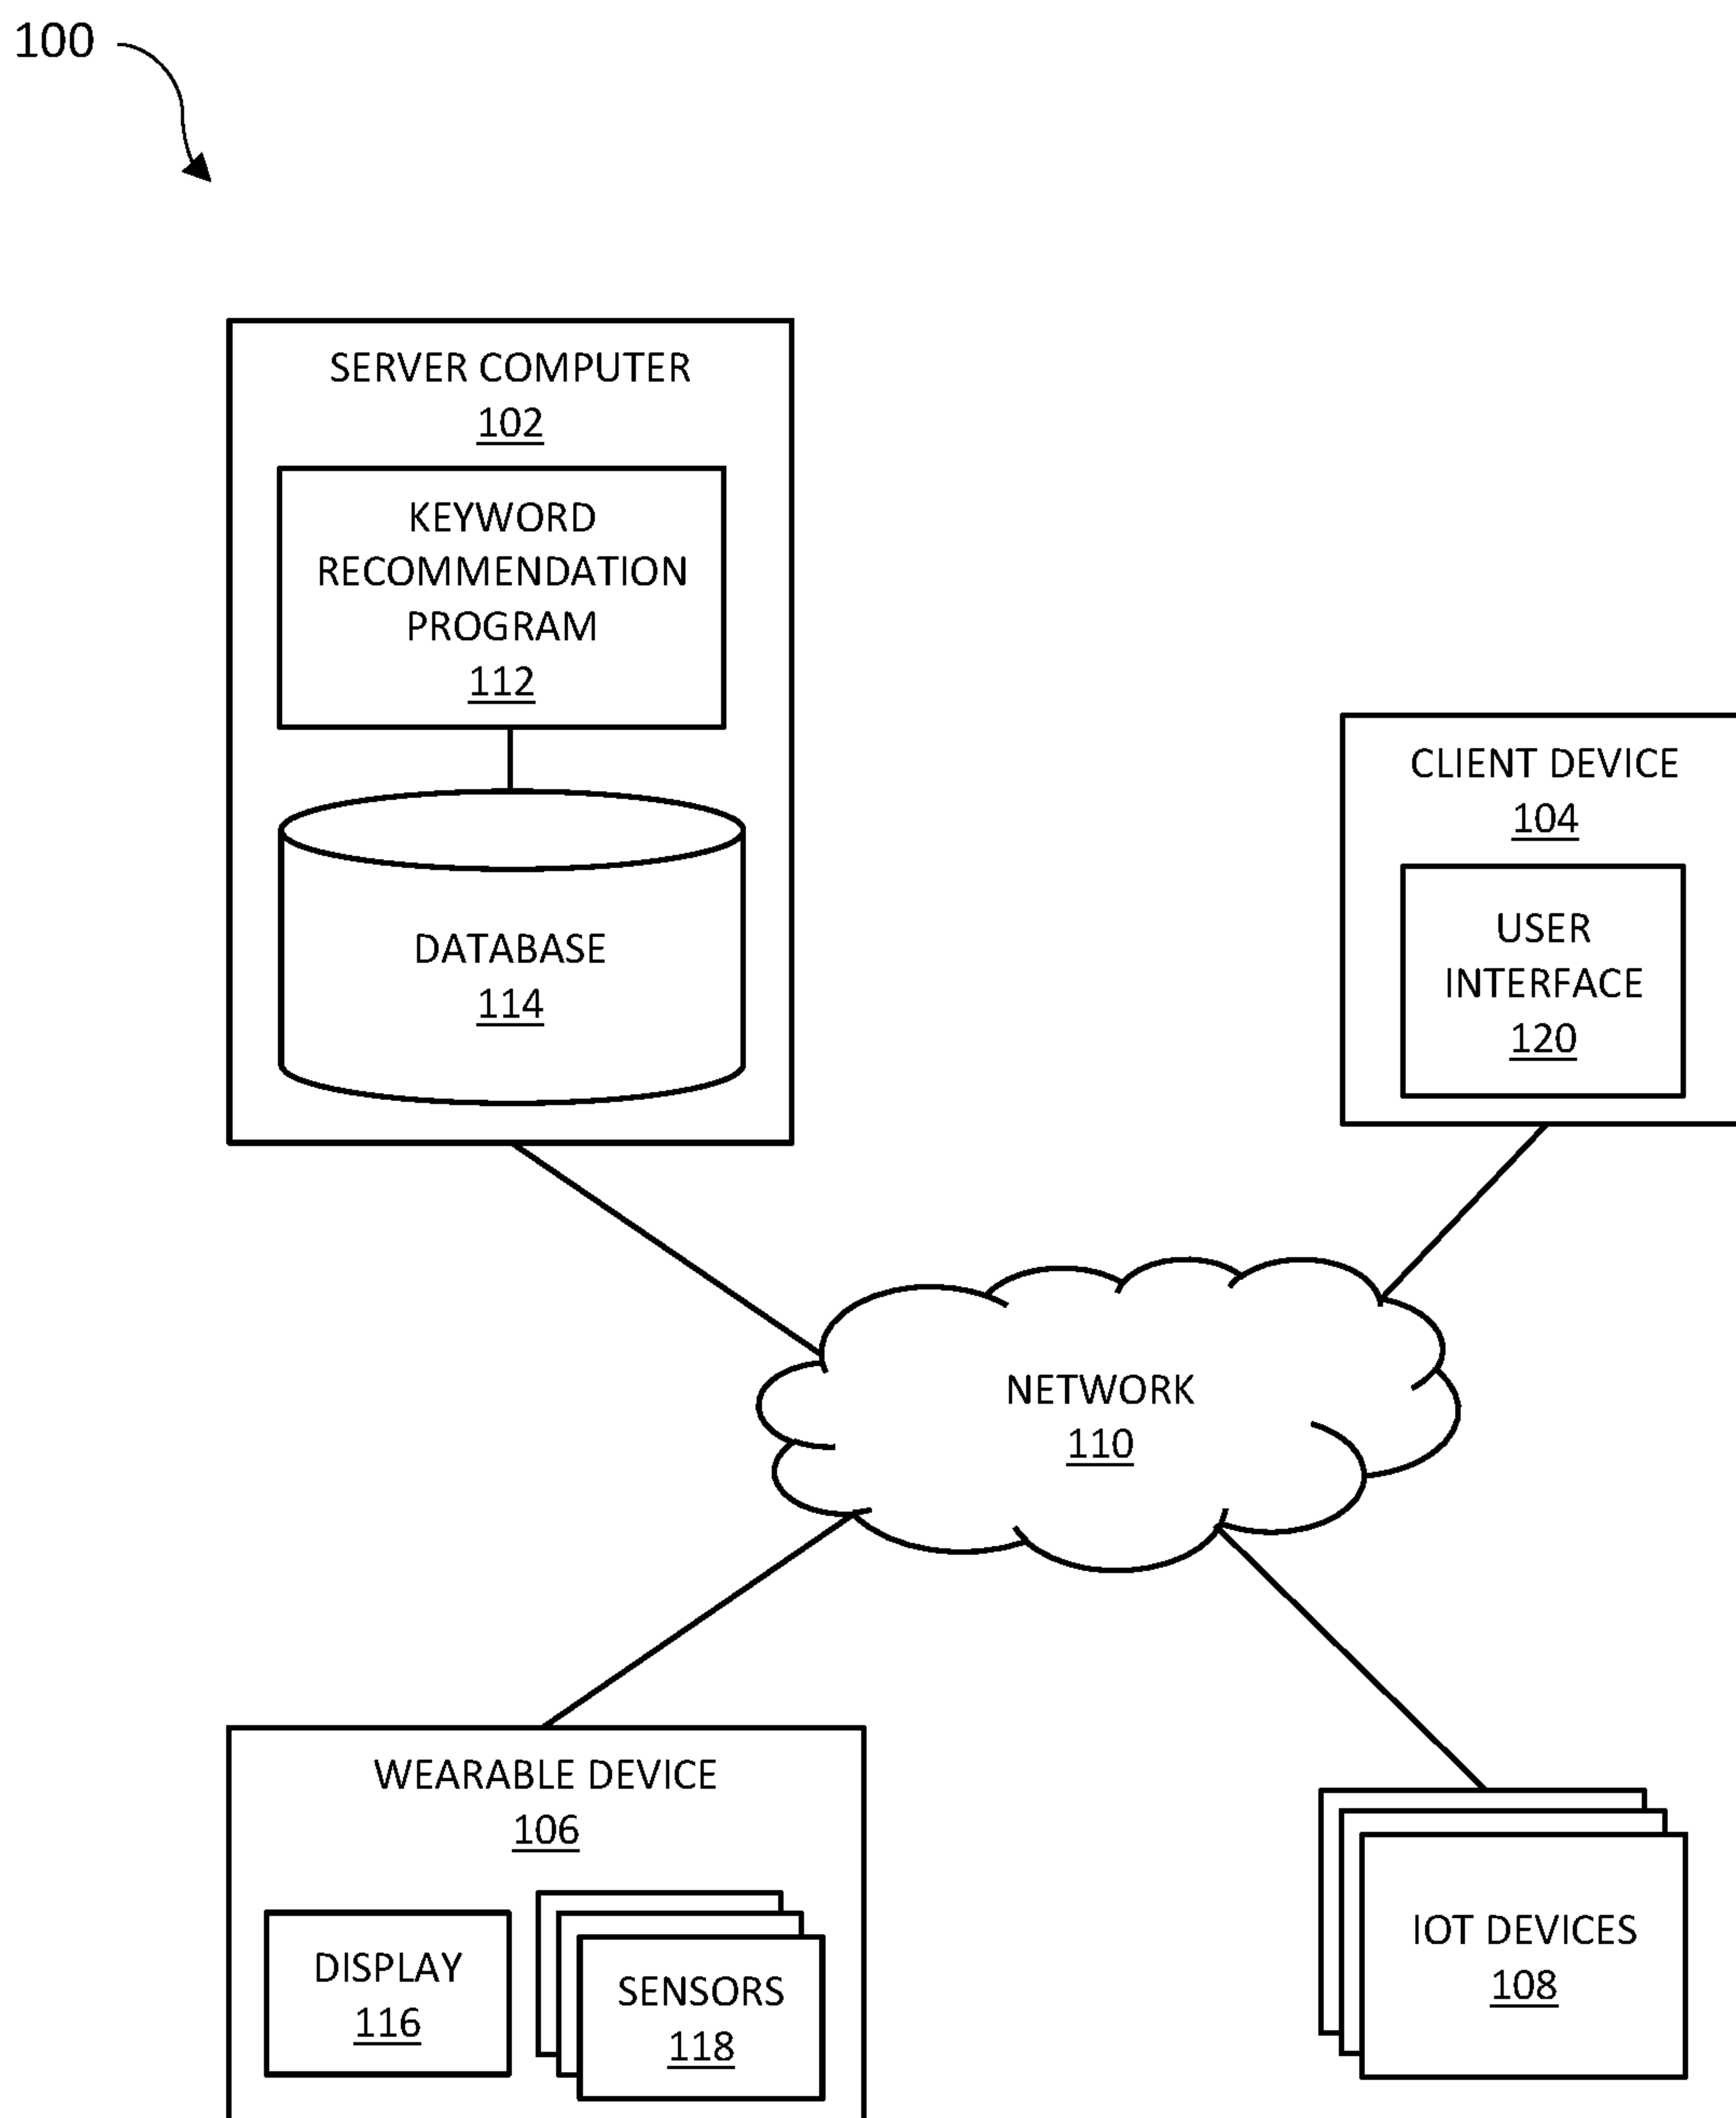 100
SERVER COMPUTER
102
KEYWORD
RECOMMENDATION
PROGRAM
112
DATABASE
114
CLIENT DEVICE
104
USER
INTERFACE
120
NETWORK
110
WEARABLE DEVICE
106
DISPLAY
116
SENSORS
118
IOT DEVICES
108